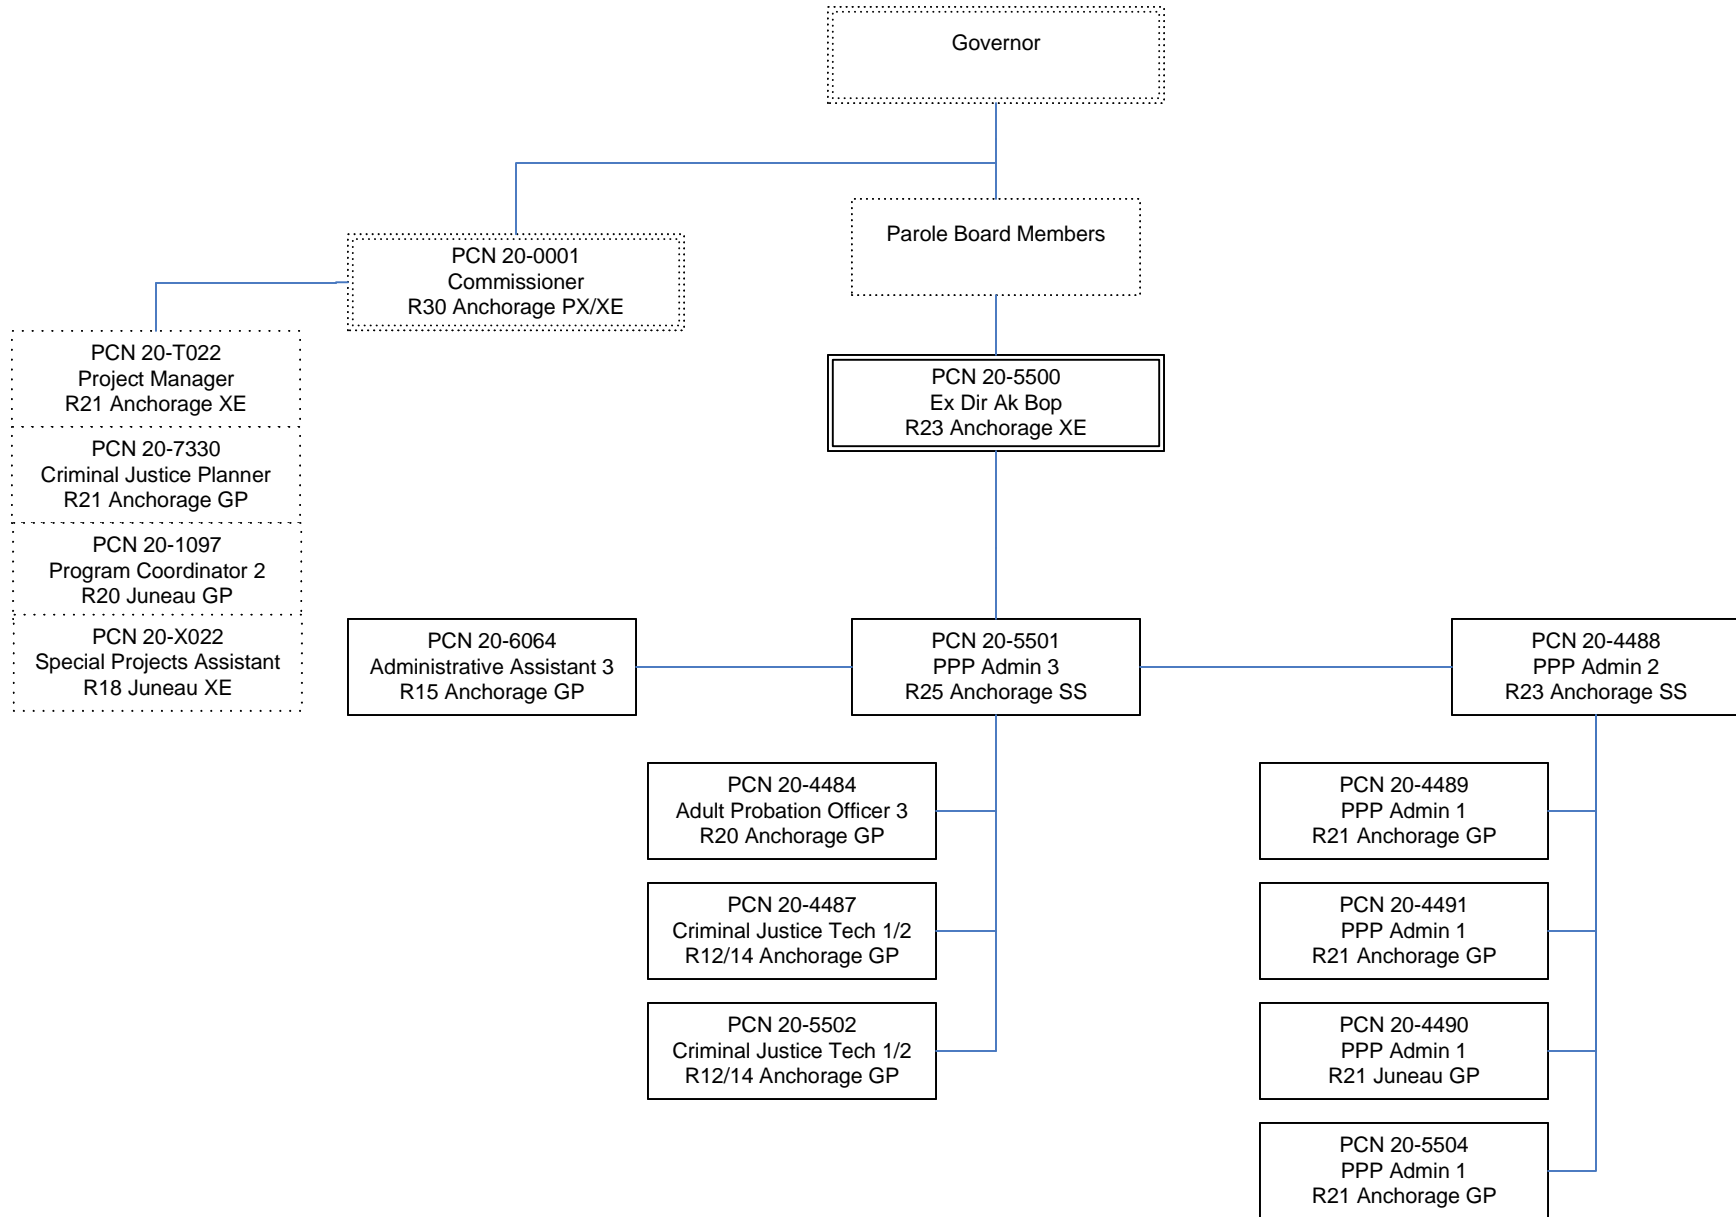 Governor
Parole Board Members
PCN 20-0001
Commissioner
R30 Anchorage PX/XE
PCN 20-T022
Project Manager
R21 Anchorage XE
PCN 20-7330
Criminal Justice Planner
R21 Anchorage GP
PCN 20-1097
Program Coordinator 2
R20 Juneau GP
PCN 20-X022
Special Projects Assistant
R18 Juneau XE
PCN 20-5500
Ex Dir Ak Bop
R23 Anchorage XE
PCN 20-6064
Administrative Assistant 3
R15 Anchorage GP
PCN 20-5501
PPP Admin 3
R25 Anchorage SS
PCN 20-4488
PPP Admin 2
R23 Anchorage SS
PCN 20-4484
Adult Probation Officer 3
R20 Anchorage GP
PCN 20-4487
Criminal Justice Tech 1/2
R12/14 Anchorage GP
PCN 20-5502
Criminal Justice Tech 1/2
R12/14 Anchorage GP
PCN 20-4489
PPP Admin 1
R21 Anchorage GP
PCN 20-4491
PPP Admin 1
R21 Anchorage GP
PCN 20-4490
PPP Admin 1
R21 Juneau GP
PCN 20-5504
PPP Admin 1
R21 Anchorage GP